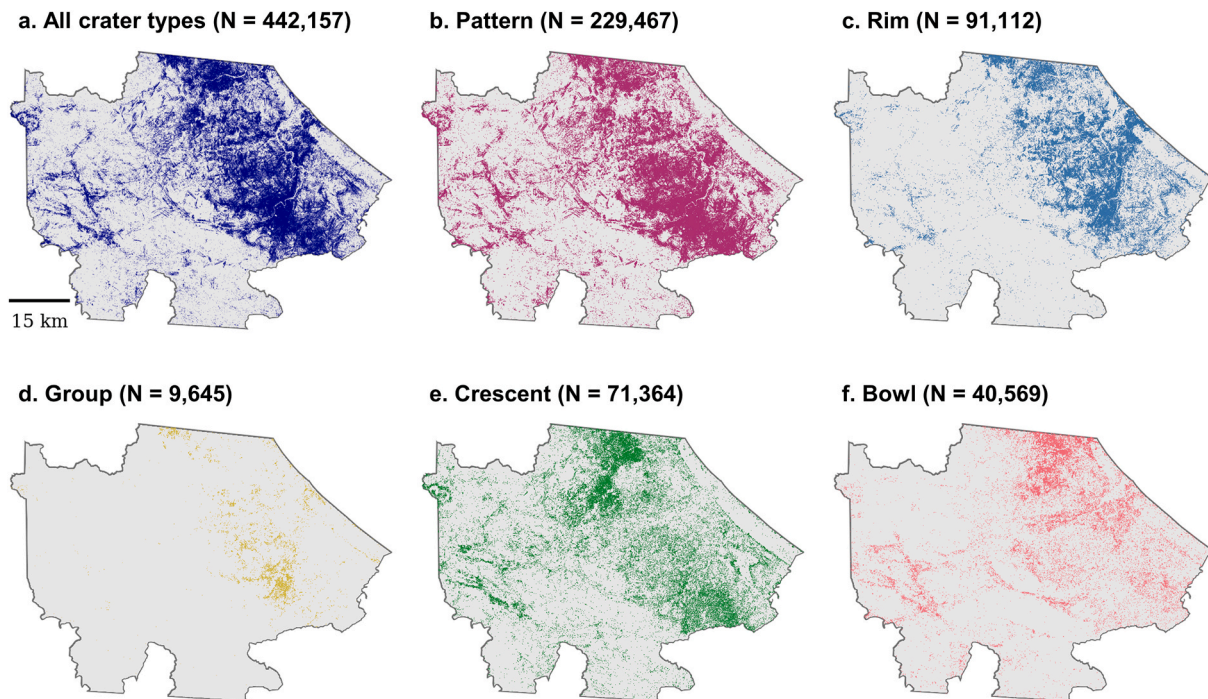 a. All crater types (N = 442,157)
b. Pattern (N = 229,467)
c. Rim (N = 91,112)
15 km
d. Group (N = 9,645)
e. Crescent (N = 71,364)
f. Bowl (N = 40,569)